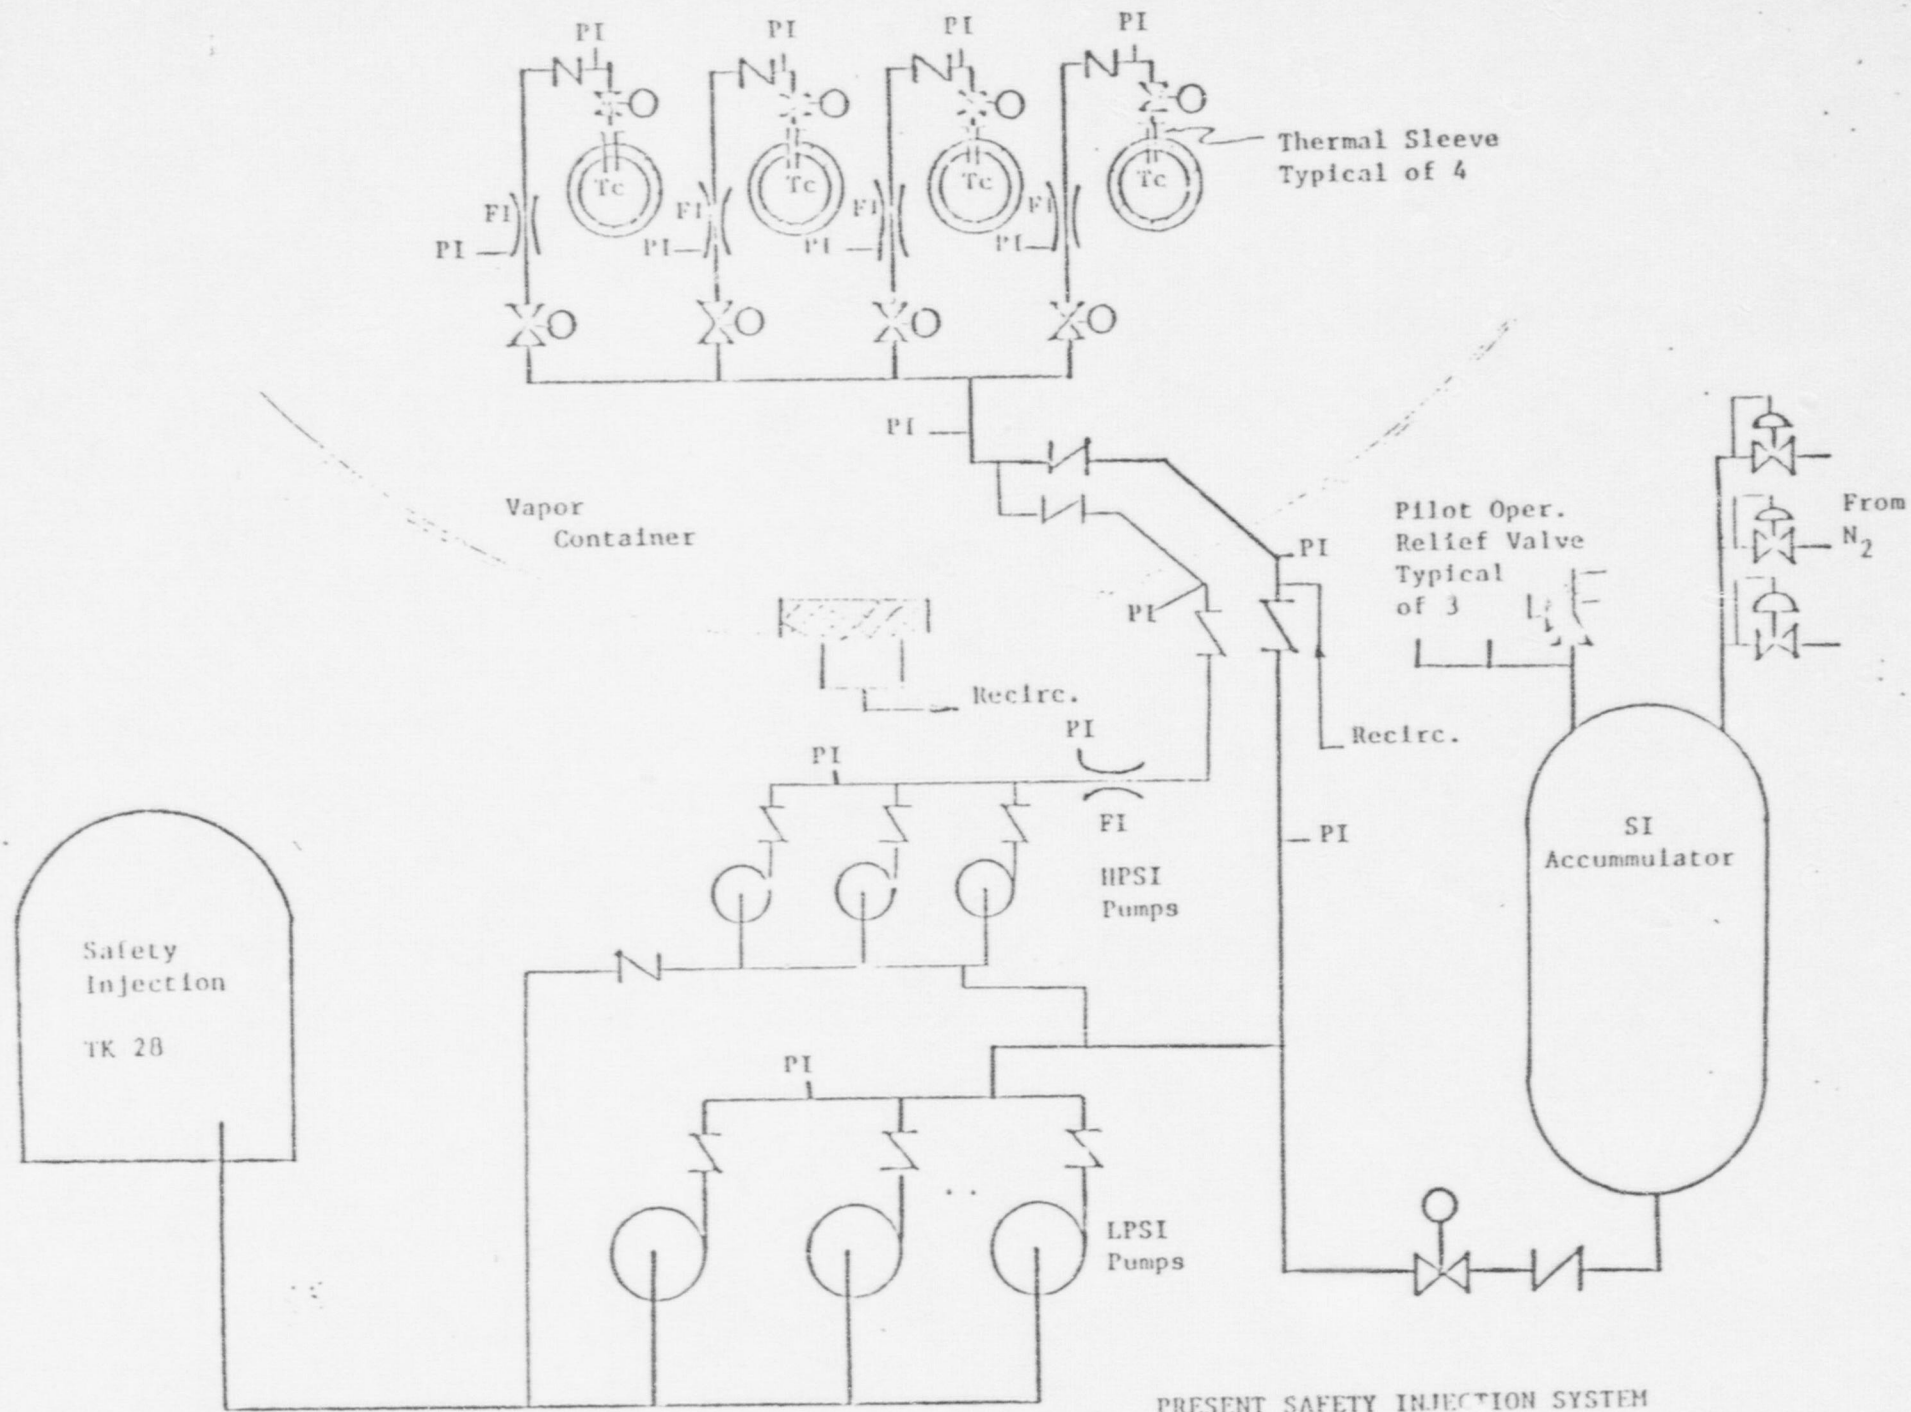 PI
PI
PI
PI
Thermal Sleeve
Typical of 4
Tc
Tc
Tc
Tc
FI
FI
FI
FI
PI
PI
PI
PI
PI
Vapor
Container
Pilot Oper.
Relief Valve
Typical
of 3
From
N2
PI
PI
Recirc.
Recirc.
PI
PI
FI
PI
HPSI
Pumps
SI
Accummulator
Safety
Injection
TK 28
PI
LPSI
Pumps
PRESENT SAFETY INJECTION SYSTEM